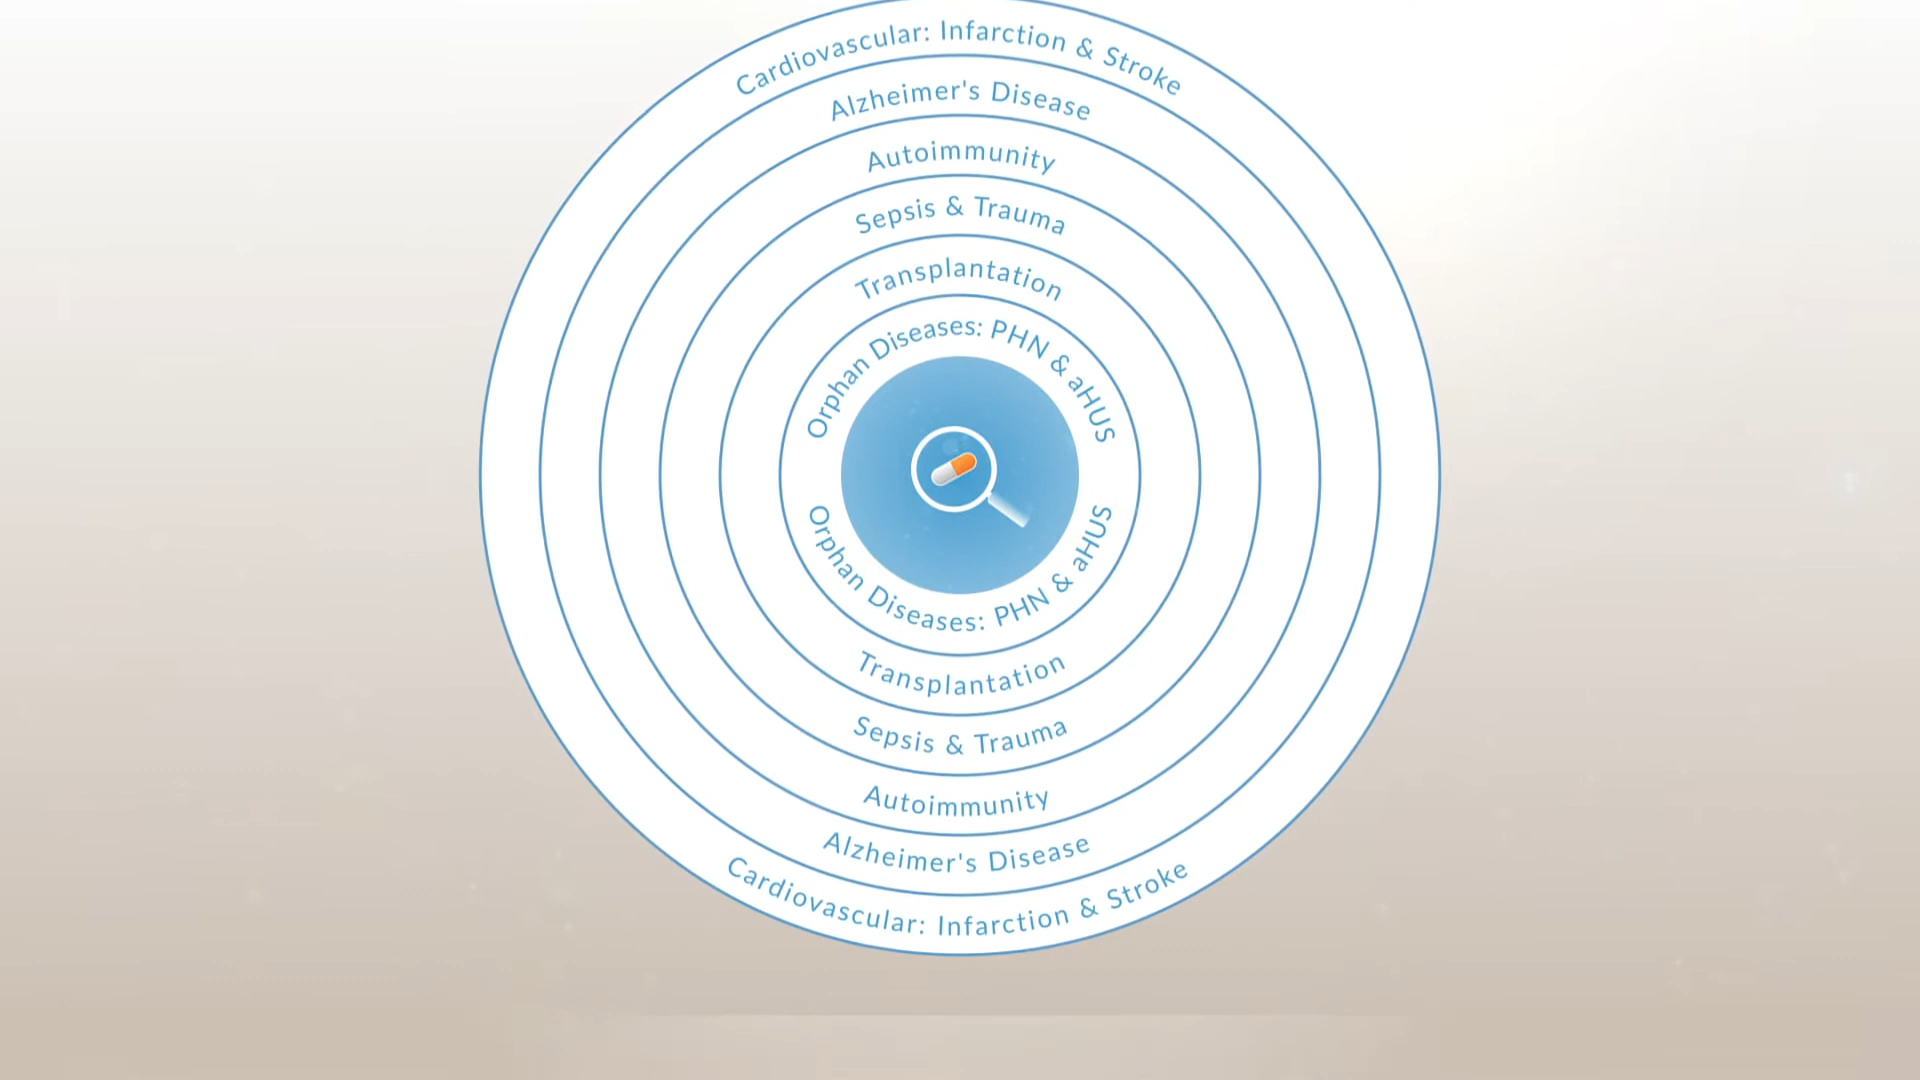 Cardiovascular: Infarction & Stroke
Alzheimer's Disease
Autoimmunity
Sepsis & Trauma
Transplantation
Orphan Diseases: PHN & aHUS
Orphan Diseases: PHN & aHUS
Transplantation
Sepsis & Trauma
Autoimmunity
Alzheimer's Disease
Cardiovascular: Infarction & Stroke